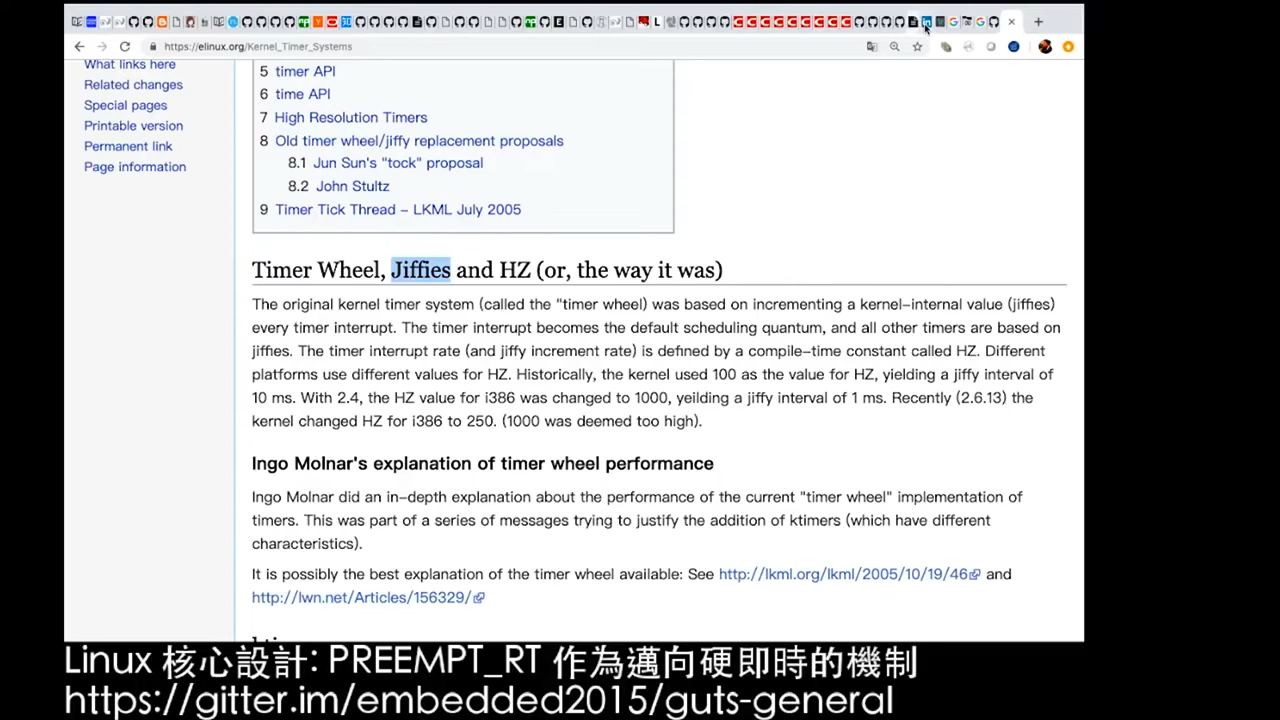 https://elinux.org/Kernel_Timer_Systems
What links here
Related changes
Special pages
Printable version
Permanent link
Page information
5 timer API
6 time API
7 High Resolution Timers
8 Old timer wheel/jiffy replacement proposals
8.1 Jun Sun's "tock" proposal
8.2 John Stultz
9 Timer Tick Thread – LKML July 2005
Timer Wheel, Jiffies and HZ (or, the way it was)
The original kernel timer system (called the "timer wheel) was based on incrementing a kernel–internal value (jiffies)
every timer interrupt. The timer interrupt becomes the default scheduling quantum, and all other timers are based on
jiffies. The timer interrupt rate (and jiffy increment rate) is defined by a compile–time constant called HZ. Different
platforms use different values for HZ. Historically, the kernel used 100 as the value for HZ, yielding a jiffy interval of
10 ms. With 2.4, the HZ value for i386 was changed to 1000, yeilding a jiffy interval of 1 ms. Recently (2.6.13) the
kernel changed HZ for i386 to 250. (1000 was deemed too high).
Ingo Molnar's explanation of timer wheel performance
Ingo Molnar did an in–depth explanation about the performance of the current "timer wheel" implementation of
timers. This was part of a series of messages trying to justify the addition of ktimers (which have different
characteristics).
It is possibly the best explanation of the timer wheel available: See http://lkml.org/lkml/2005/10/19/46 and
http://lwn.net/Articles/156329/
Linux 核心設計: PREEMPT_RT 作為邁向硬即時的機制
https://gitter.im/embedded2015/guts-general